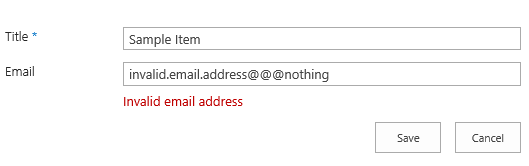 Title * Sample Item
Email invalid.email.address@@@nothing
Invalid email address
Save Cancel